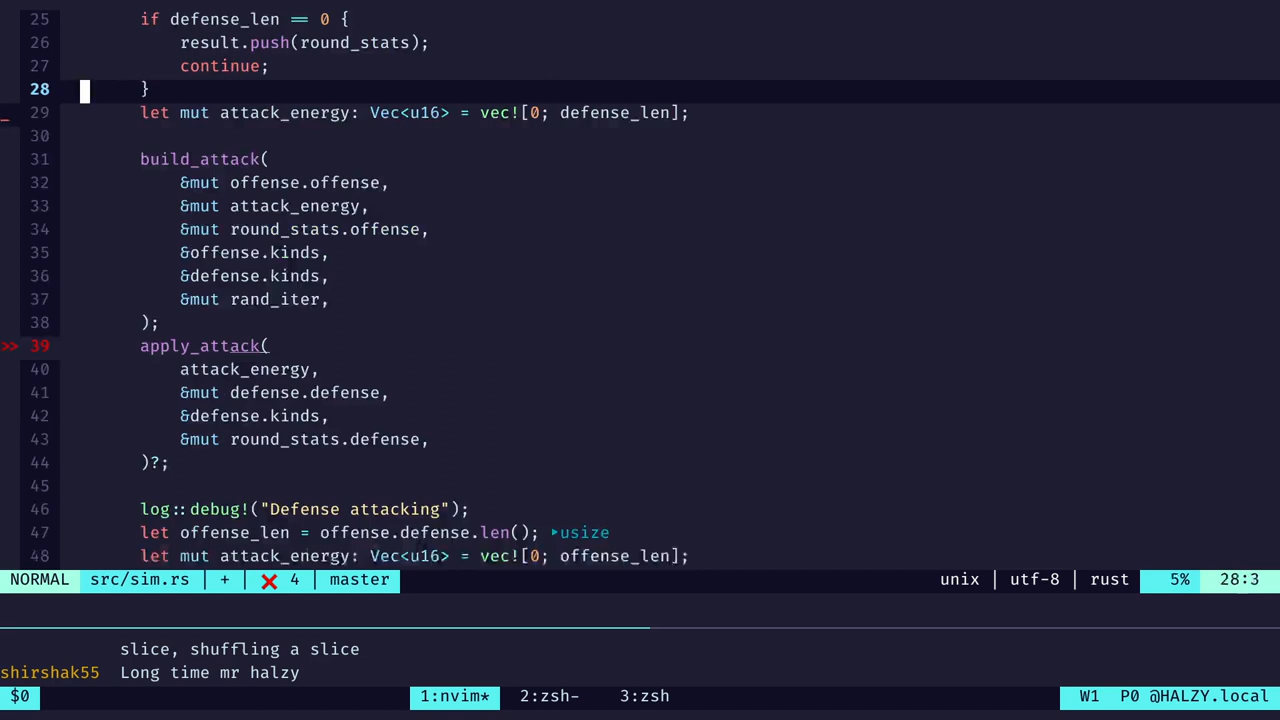 25 if defense_len == 0 {
26 result.push(round_stats);
27 continue;
28 }
_ 29 let mut attack_energy: Vec<u16> = vec![0; defense_len];
30
31 build_attack(
32 &mut offense.offense,
33 &mut attack_energy,
34 &mut round_stats.offense,
35 &offense.kinds,
36 &defense.kinds,
37 &mut rand_iter,
38 );
>> 39 apply_attack(
40 attack_energy,
41 &mut defense.defense,
42 &defense.kinds,
43 &mut round_stats.defense,
44 )?;
45
46 log::debug!("Defense attacking");
47 let offense_len = offense.defense.len(); ▸usize
48 let mut attack_energy: Vec<u16> = vec![0; offense_len];
NORMAL src/sim.rs | + | ❌ 4 | master unix | utf-8 | rust 5% 28:3
slice, shuffling a slice
shirshak55 Long time mr halzy
$0 1:nvim* 2:zsh- 3:zsh W1 P0 @HALZY.local